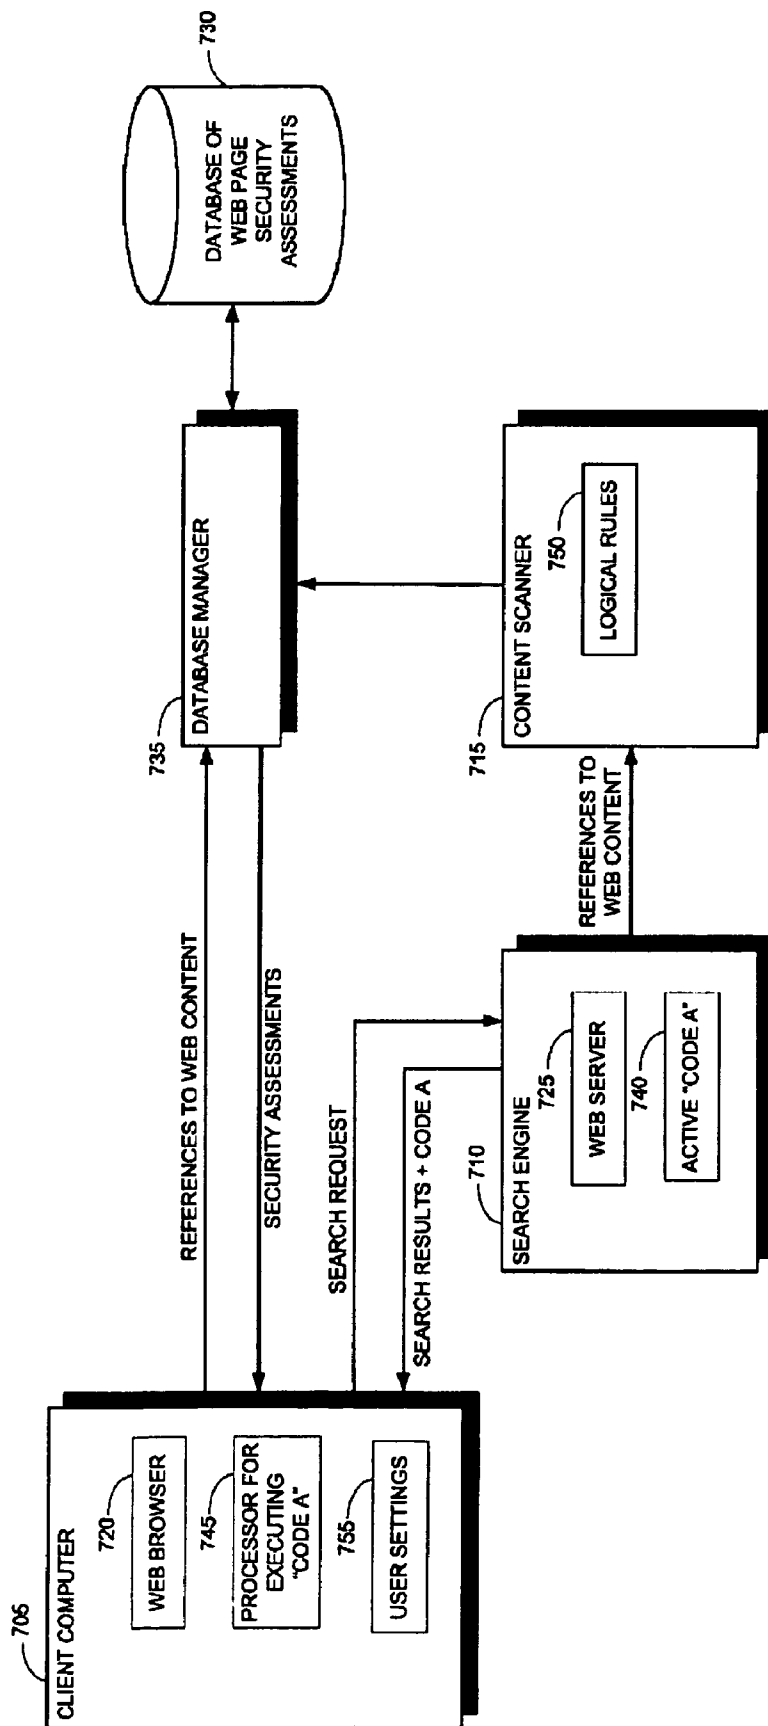 705
CLIENT COMPUTER
720
WEB BROWSER
745
PROCESSOR FOR
EXECUTING
"CODE A"
755
USER SETTINGS
REFERENCES TO WEB CONTENT
SECURITY ASSESSMENTS
SEARCH REQUEST
SEARCH RESULTS + CODE A
710
SEARCH ENGINE
725
WEB SERVER
740
ACTIVE "CODE A"
REFERENCES TO
WEB CONTENT
735
DATABASE MANAGER
715
CONTENT SCANNER
750
LOGICAL RULES
730
DATABASE OF
WEB PAGE
SECURITY
ASSESSMENTS